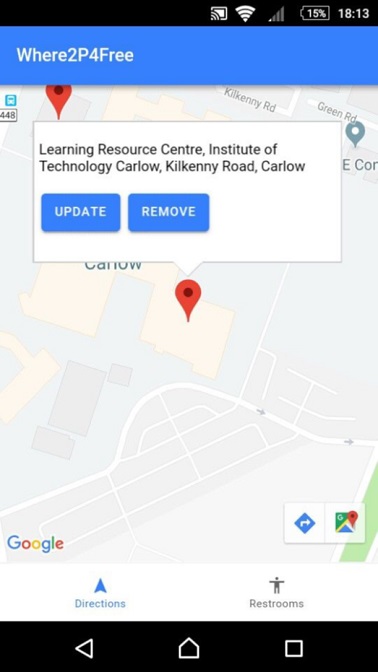 15%
18:13
Where2P4Free
Kilkenny Rd
Green Rd
448
E Con
Learning Resource Centre, Institute of
Technology Carlow, Kilkenny Road, Carlow
UPDATE
REMOVE
Carlow
Google
Directions
Restrooms